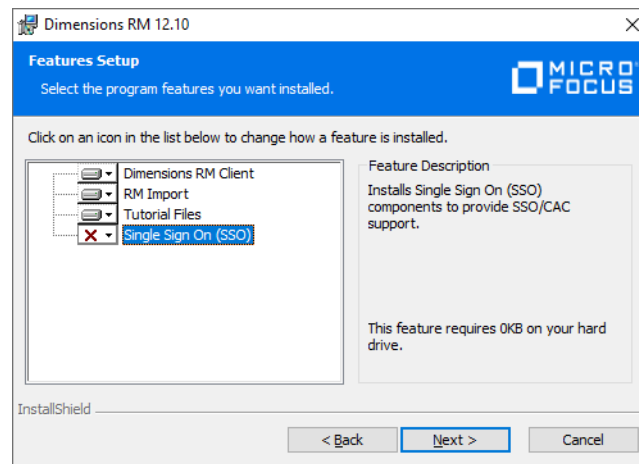 Dimensions RM 12.10
Features Setup
Select the program features you want installed.
MICRO
FOCUS
Click on an icon in the list below to change how a feature is installed.
Dimensions RM Client
RM Import
Tutorial Files
Single Sign On (SSO)
Feature Description
Installs Single Sign On (SSO)
components to provide SSO/CAC
support.
This feature requires 0KB on your hard
drive.
InstallShield
< Back
Next >
Cancel